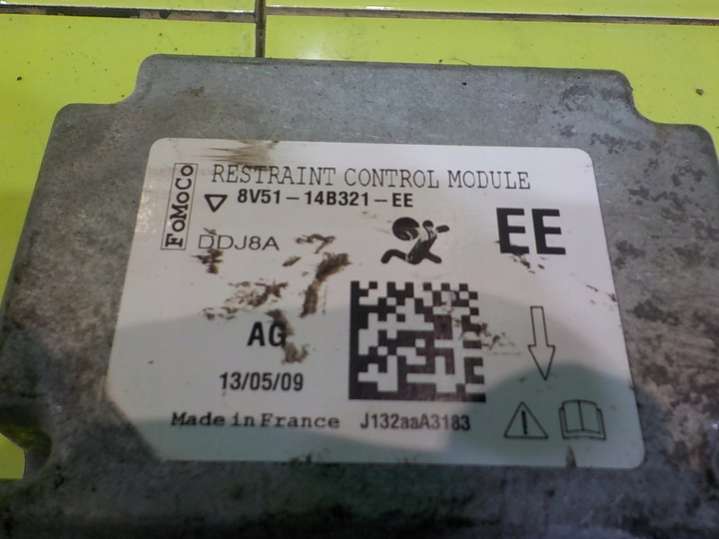 FoMoCo
RESTRAINT CONTROL MODULE
8V51-14B321-EE
DDJ8A
EE
AG
13/05/09
Made in France
J132aaA3183